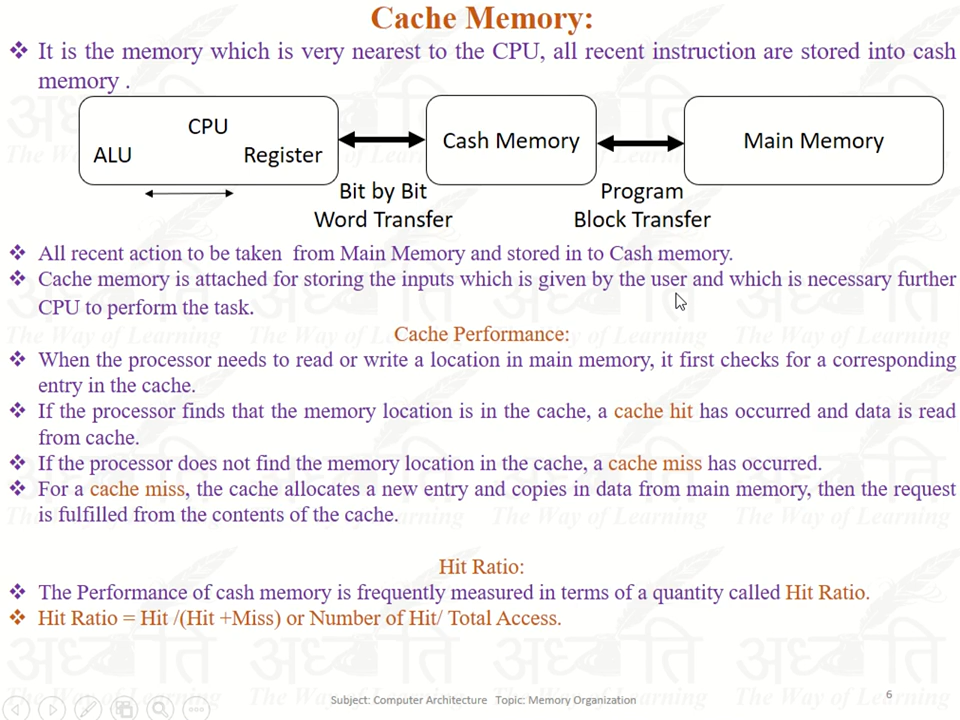 Cache Memory:
❖ It is the memory which is very nearest to the CPU, all recent instruction are stored into cash
memory .
CPU
ALU Register
Cash Memory
Main Memory
Bit by Bit
Word Transfer
Program
Block Transfer
❖ All recent action to be taken from Main Memory and stored in to Cash memory.
❖ Cache memory is attached for storing the inputs which is given by the user and which is necessary further
CPU to perform the task.
Cache Performance:
❖ When the processor needs to read or write a location in main memory, it first checks for a corresponding
entry in the cache.
❖ If the processor finds that the memory location is in the cache, a cache hit has occurred and data is read
from cache.
❖ If the processor does not find the memory location in the cache, a cache miss has occurred.
❖ For a cache miss, the cache allocates a new entry and copies in data from main memory, then the request
is fulfilled from the contents of the cache.
Hit Ratio:
❖ The Performance of cash memory is frequently measured in terms of a quantity called Hit Ratio.
❖ Hit Ratio = Hit /(Hit +Miss) or Number of Hit/ Total Access.
Subject: Computer Architecture Topic: Memory Organization
6